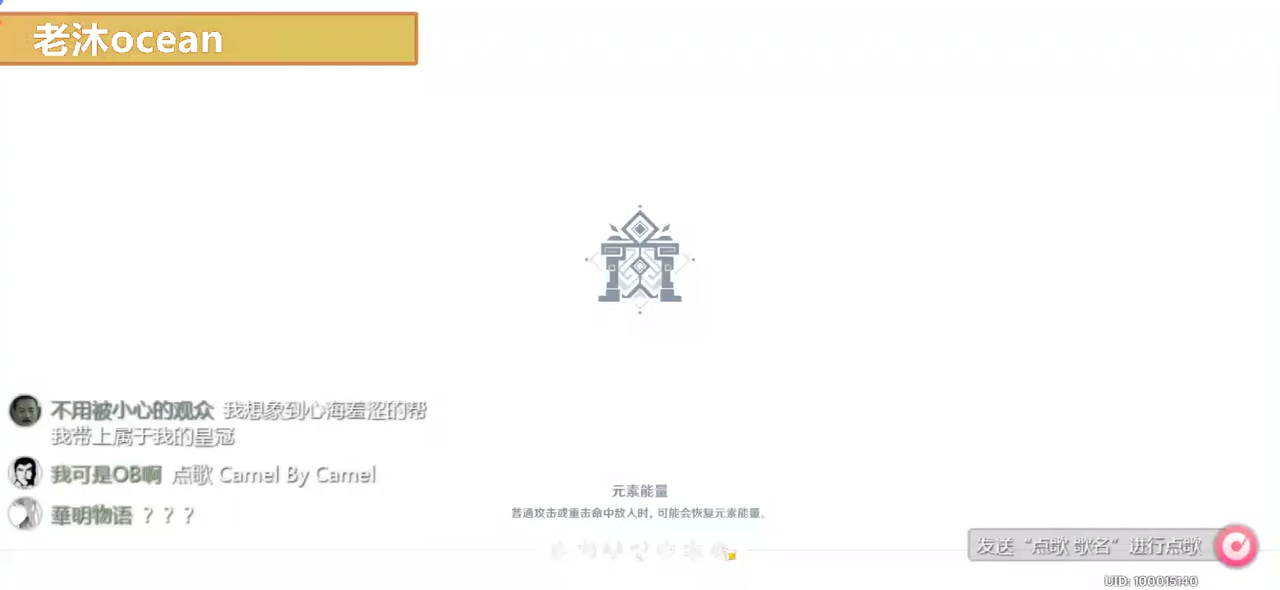 老沐ocean
不用被小心的观众 我想象到心海羞涩的帮
我带上属于我的皇冠
我可是OB啊 点歌 Camel By Camel
華明物语 ？？？
元素能量
普通攻击或重击命中敌人时，可能会恢复元素能量。
发送 “点歌 歌名” 进行点歌
UID: 100015140